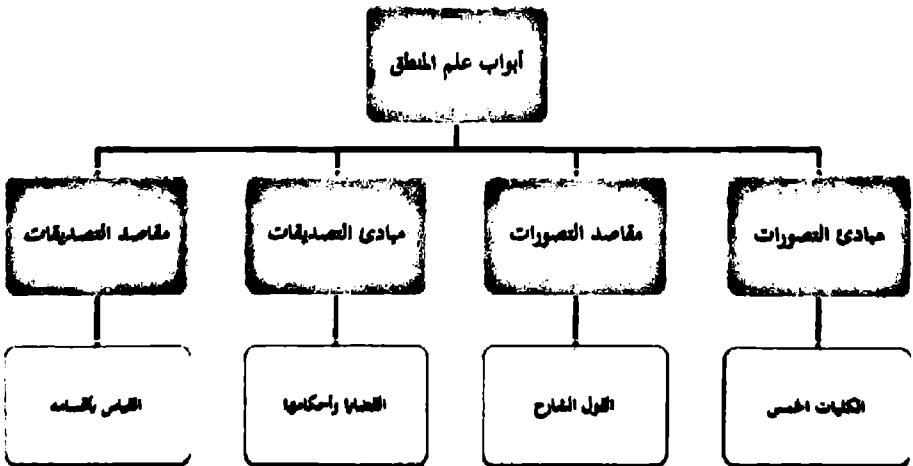 أبواب علم المنطق
مبادئ التصورات
مقاصد التصورات
مبادئ التصديقات
مقاصد التصديقات
الكليات الخمس
القول الشارح
القضايا وأحكامها
القياس بأقسامه